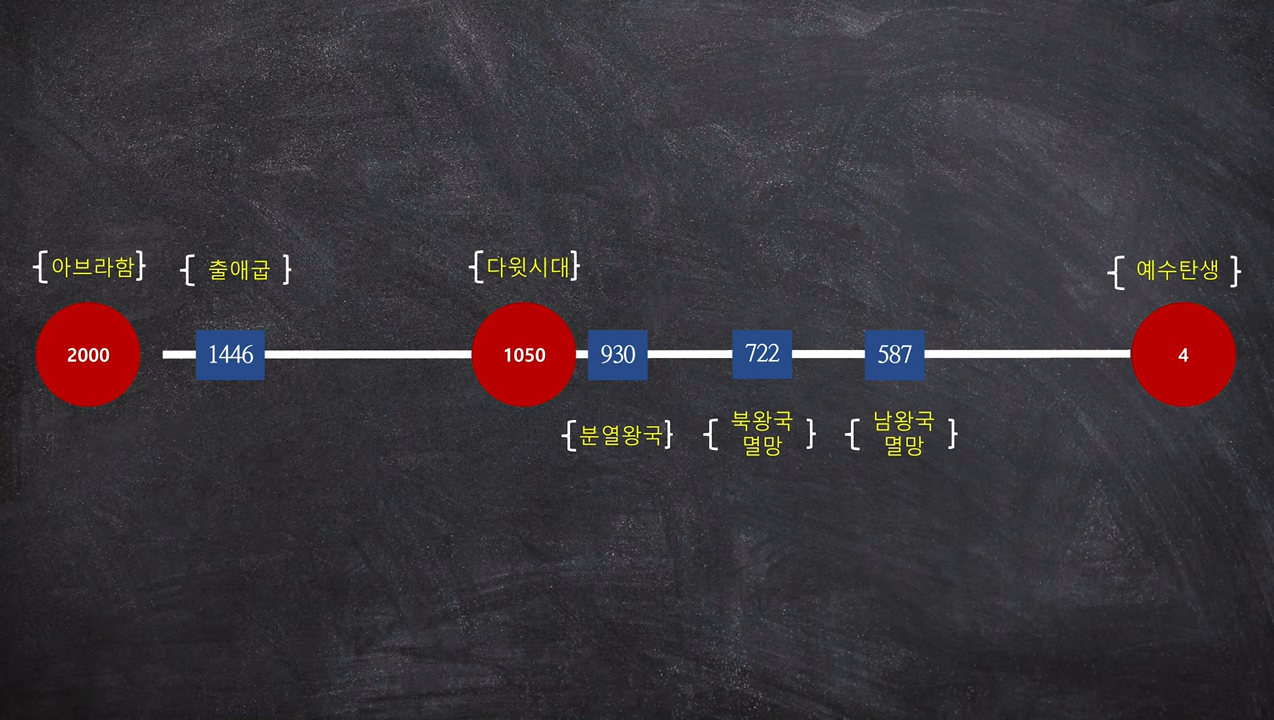 {아브라함}
{ 출애굽 }
{다윗시대}
{ 예수탄생 }
2000
1446
1050
930
722
587
4
{분열왕국}
{ 북왕국
멸망 }
{ 남왕국
멸망 }